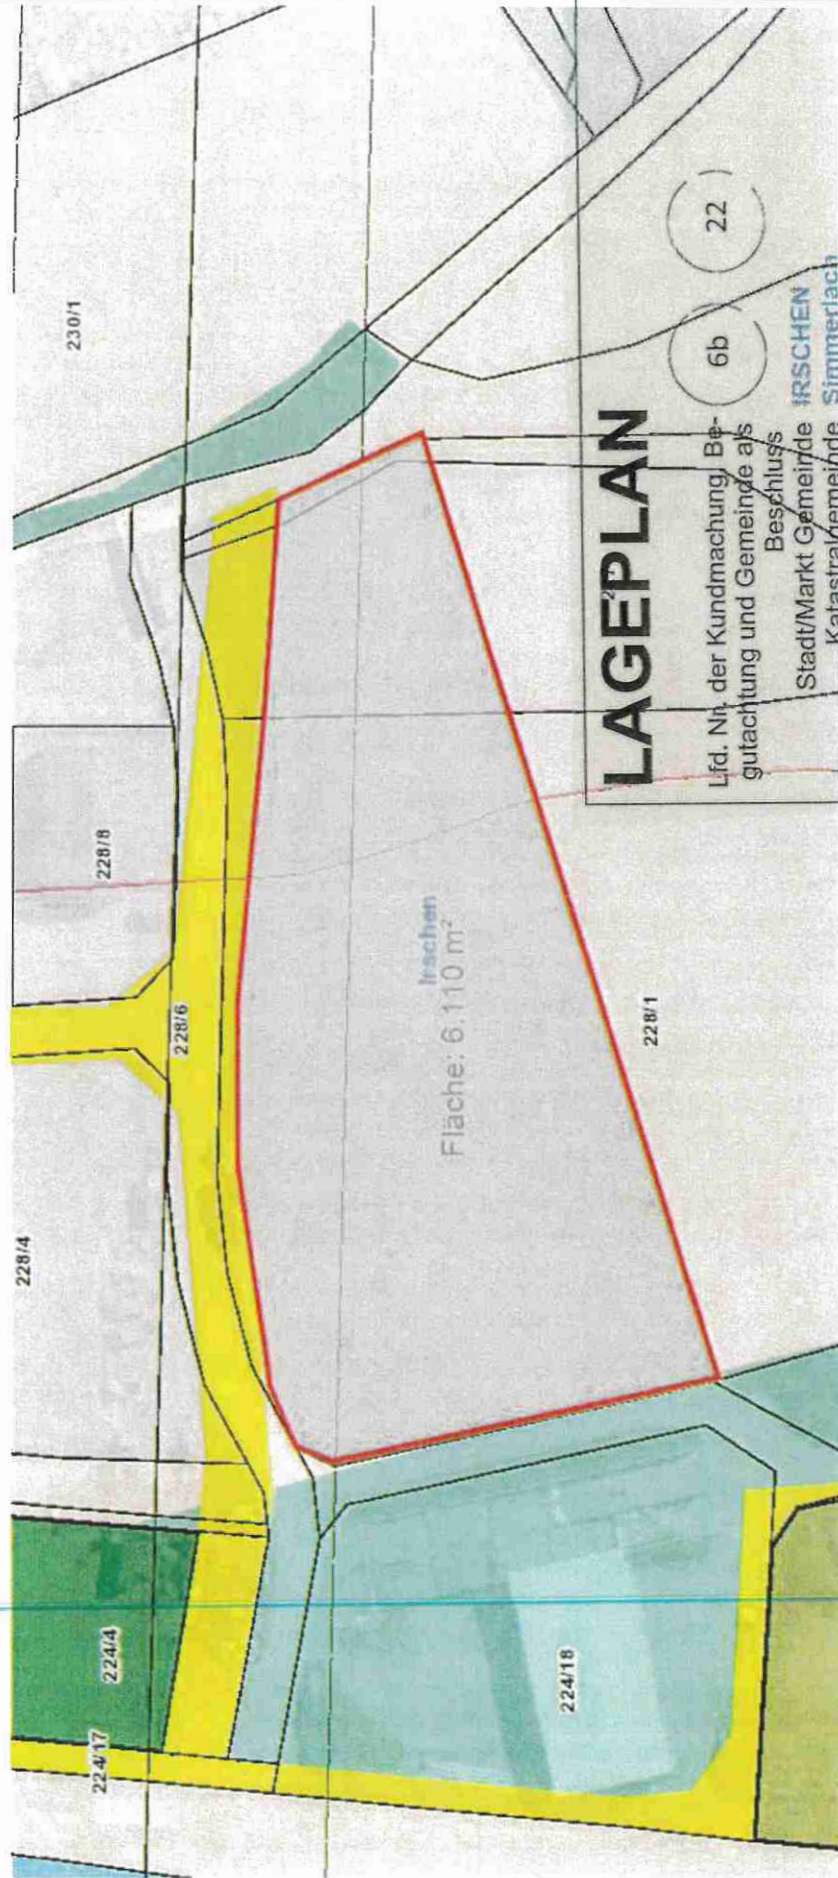 230/1
228/8
228/6
228/4
224/4
224/17
224/18
228/1
Irschen
Fläche: 6.110 m²
LAGEPLAN
Lfd. Nr. der Kundmachung, Be-
gutachtung und Gemeinde als
Beschluss
6b
22
Stadt/Markt Gemeinde IRSCHEN
Katastralgemeinde Simmerlach